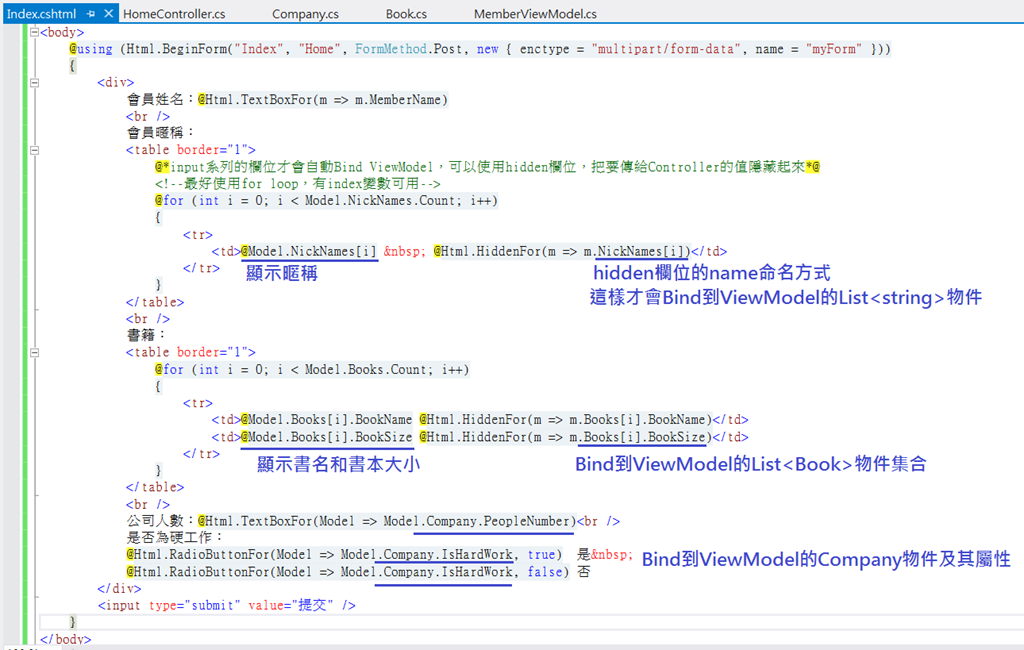 Index.cshtml HomeController.cs Company.cs Book.cs MemberViewModel.cs
<body>
@using (Html.BeginForm("Index", "Home", FormMethod.Post, new { enctype = "multipart/form-data", name = "myForm" }))
{
<div>
會員姓名：@Html.TextBoxFor(m => m.MemberName)
<br />
會員暱稱：
<table border="1">
@*input系列的欄位才會自動Bind ViewModel，可以使用hidden欄位，把要傳給Controller的值隱藏起來*@
<!--最好使用for loop，有index變數可用-->
@for (int i = 0; i < Model.NickNames.Count; i++)
{
<tr>
<td>@Model.NickNames[i] &nbsp; @Html.HiddenFor(m => m.NickNames[i])</td>
</tr> 顯示暱稱 hidden欄位的name命名方式
這樣才會Bind到ViewModel的List<string>物件
}
</table>
<br />
書籍：
<table border="1">
@for (int i = 0; i < Model.Books.Count; i++)
{
<tr>
<td>@Model.Books[i].BookName @Html.HiddenFor(m => m.Books[i].BookName)</td>
<td>@Model.Books[i].BookSize @Html.HiddenFor(m => m.Books[i].BookSize)</td>
</tr>
顯示書名和書本大小 Bind到ViewModel的List<Book>物件集合
}
</table>
<br />
公司人數：@Html.TextBoxFor(Model => Model.Company.PeopleNumber)<br />
是否為硬工作：
@Html.RadioButtonFor(Model => Model.Company.IsHardWork, true) 是&nbsp; Bind到ViewModel的Company物件及其屬性
@Html.RadioButtonFor(Model => Model.Company.IsHardWork, false) 否
</div>
<input type="submit" value="提交" />
}
</body>